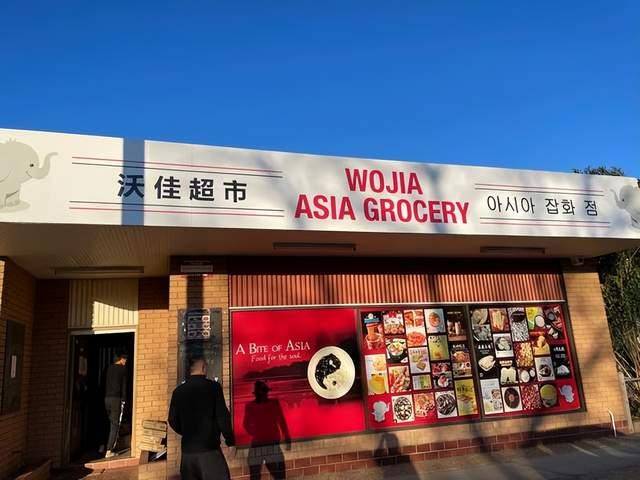 沃佳超市
WOJIA
ASIA GROCERY
아시아 잡화 점
A BITE OF ASIA
Food for the soul